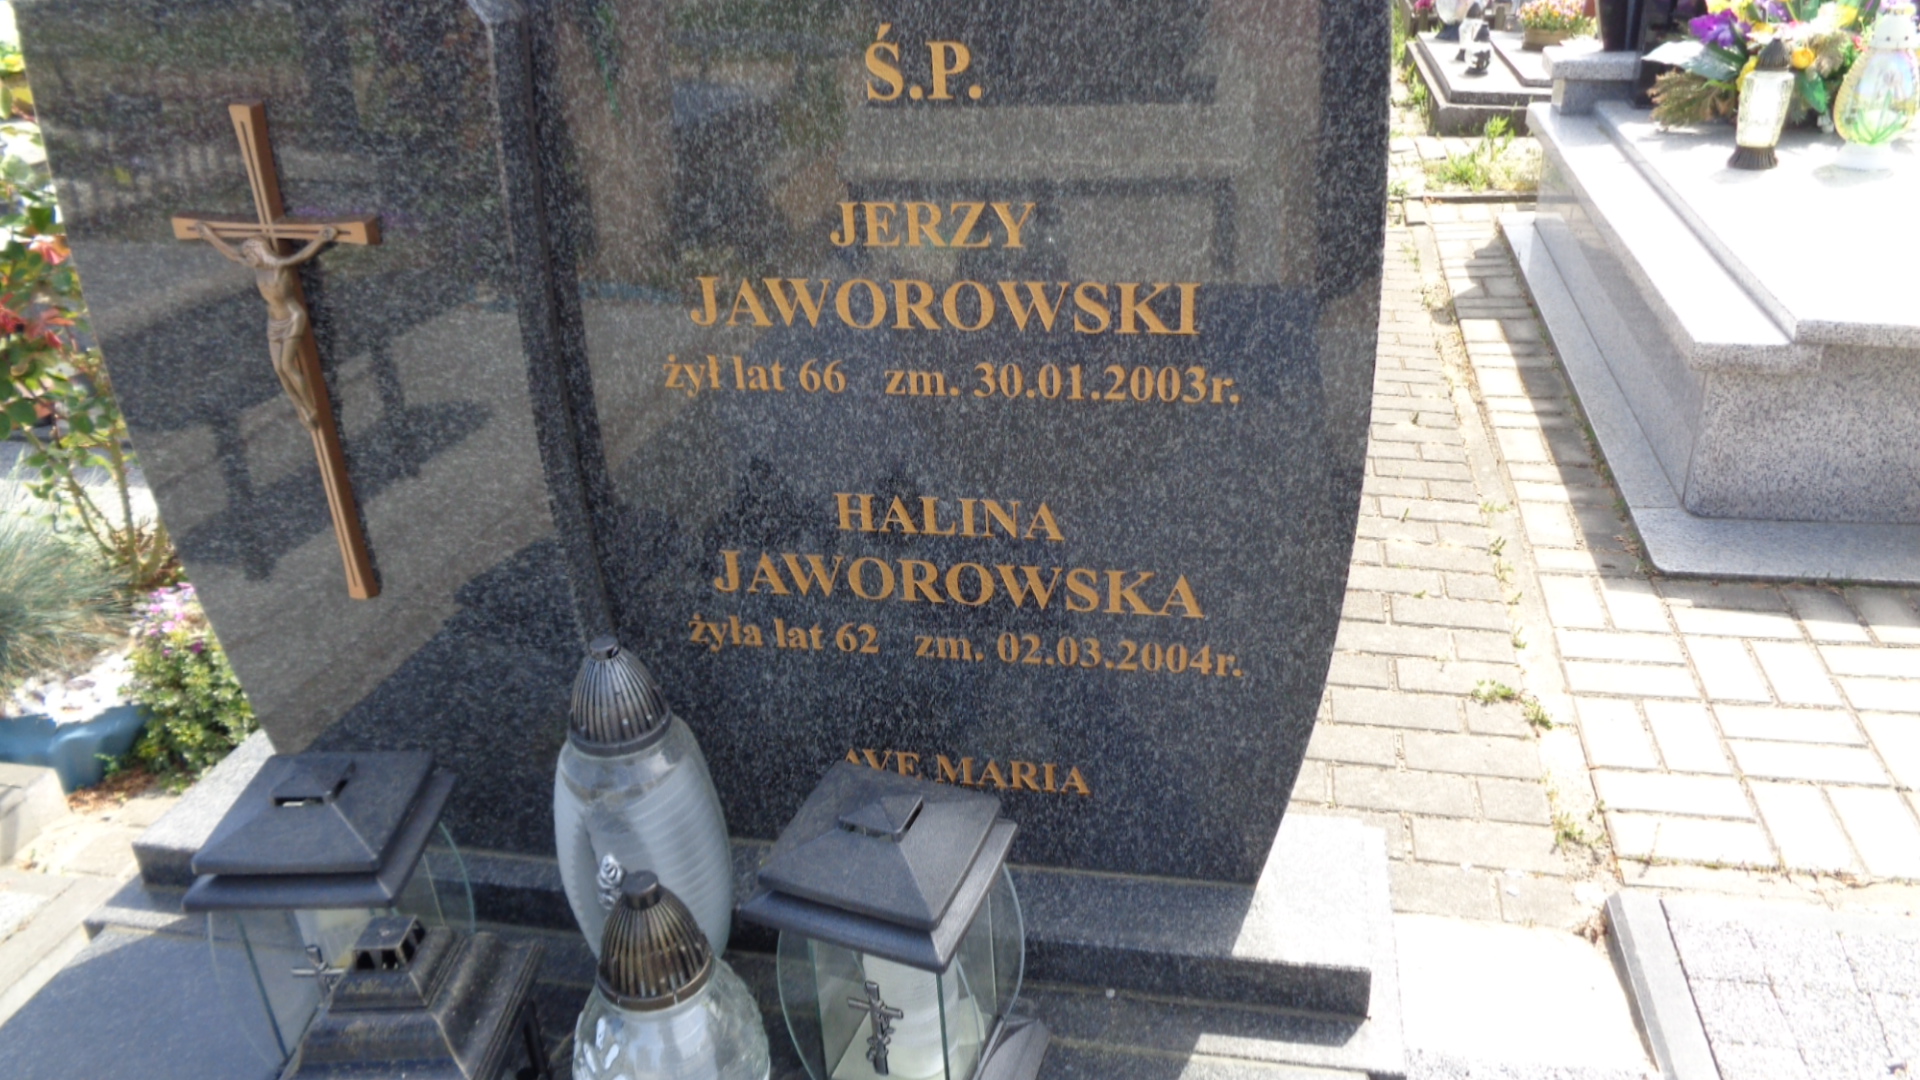 Ś.P.
JERZY
JAWOROWSKI
żył lat 66 zm. 30.01.2003r.
HALINA
JAWOROWSKA
żyła lat 62 zm. 02.03.2004r.
AVE MARIA